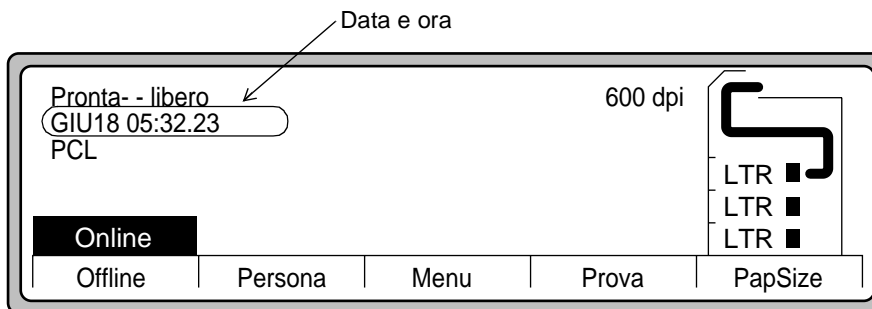 Data e ora
Pronta- - libero 600 dpi
GIU18 05:32.23
PCL
LTR
LTR
Online LTR
Offline Persona Menu Prova PapSize